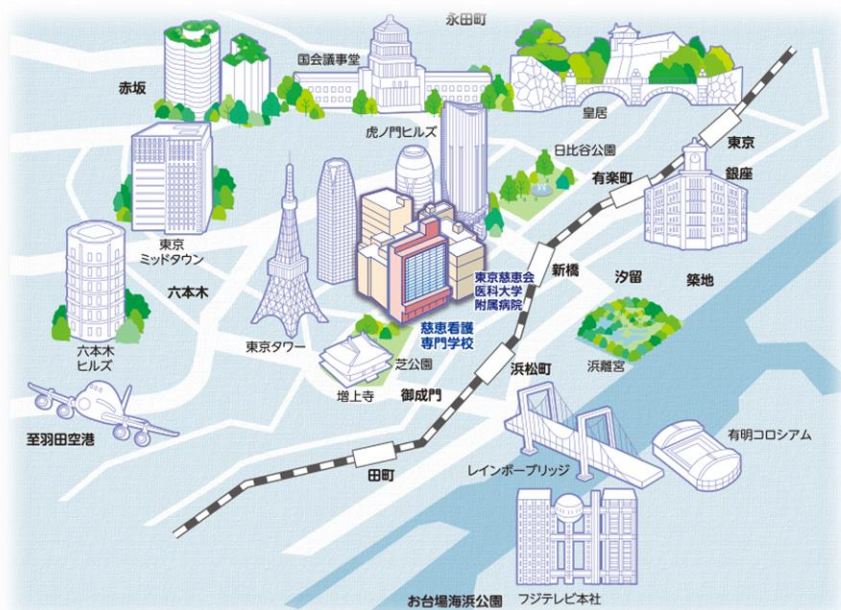 永田町
国会議事堂
赤坂
皇居
虎ノ門ヒルズ
日比谷公園
東京
有楽町
銀座
東京
ミッドタウン
六本木
新橋
汐留
築地
東京慈恵会
医科大学
附属病院
慈恵看護
専門学校
東京タワー
六本木
ヒルズ
芝公園
浜松町
浜離宮
増上寺
御成門
至羽田空港
有明コロシアム
レインボーブリッジ
田町
お台場海浜公園
フジテレビ本社